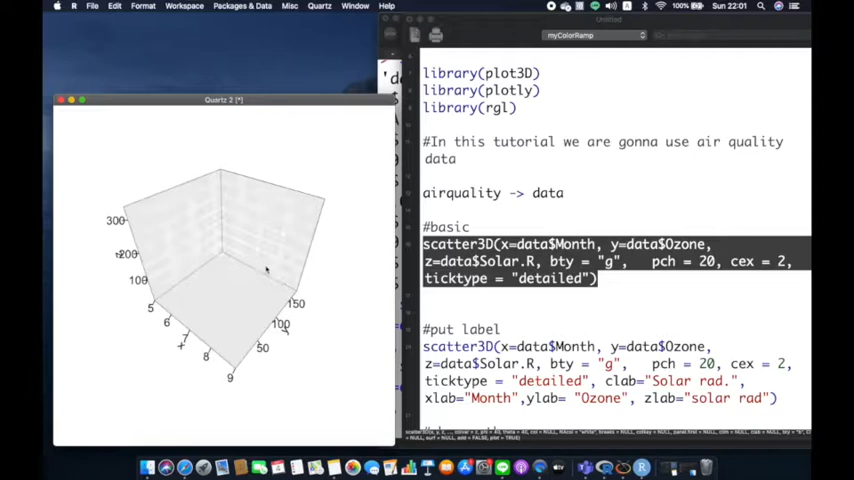 R File Edit Format Workspace Packages & Data Misc Quartz Window Help
100% Sun 22:01
Untitled
myColorRamp
Quartz 2 [*]
library(plot3D)
library(plotly)
library(rgl)
#In this tutorial we are gonna use air quality
data
airquality -> data
#basic
scatter3D(x=data$Month, y=data$Ozone,
z=data$Solar.R, bty = "g", pch = 20, cex = 2,
ticktype = "detailed")
#put label
scatter3D(x=data$Month, y=data$Ozone,
z=data$Solar.R, bty = "g", pch = 20, cex = 2,
ticktype = "detailed", clab="Solar rad.",
xlab="Month",ylab= "Ozone", zlab="solar rad")
300
200
100
5
6
7
8
9
x
150
100
50
y